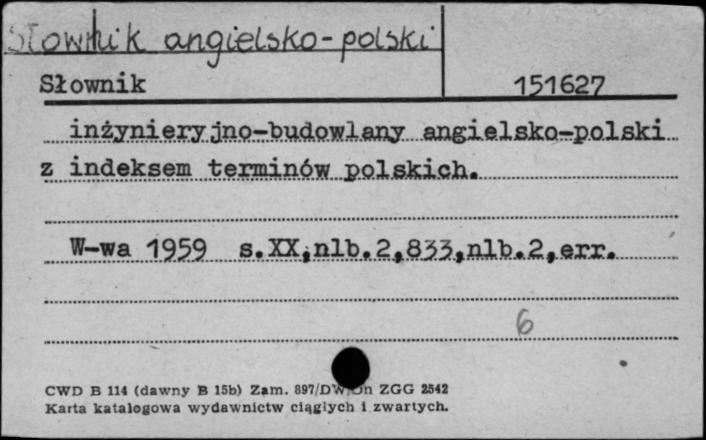 Słownik angielsko-polski
Słownik 151627
inżynieryjno-budowlany angielsko-polski
z indeksem terminów polskich.
W-wa 1959 s.XX,nlb.2,833,nlb.2,err.
6
CWD B 114 (dawny B 15b) Zam. 897/DW/On ZGG 2542
Karta katalogowa wydawnictw ciągłych i zwartych.